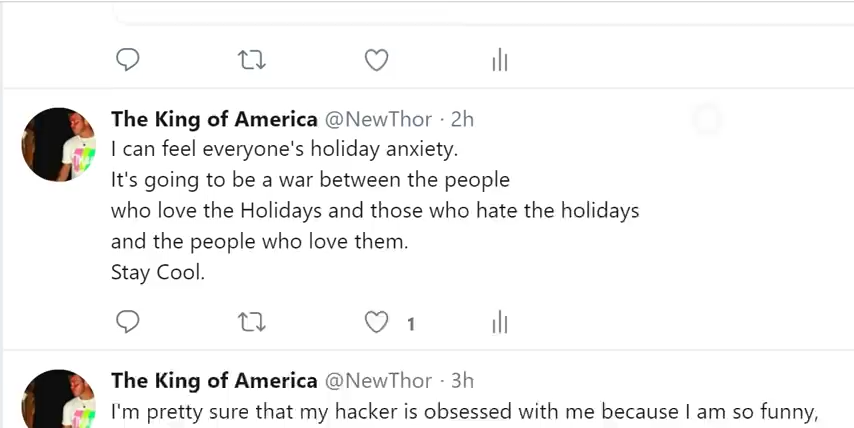 The King of America @NewThor · 2h
I can feel everyone's holiday anxiety.
It's going to be a war between the people
who love the Holidays and those who hate the holidays
and the people who love them.
Stay Cool.
1
The King of America @NewThor · 3h
I'm pretty sure that my hacker is obsessed with me because I am so funny,